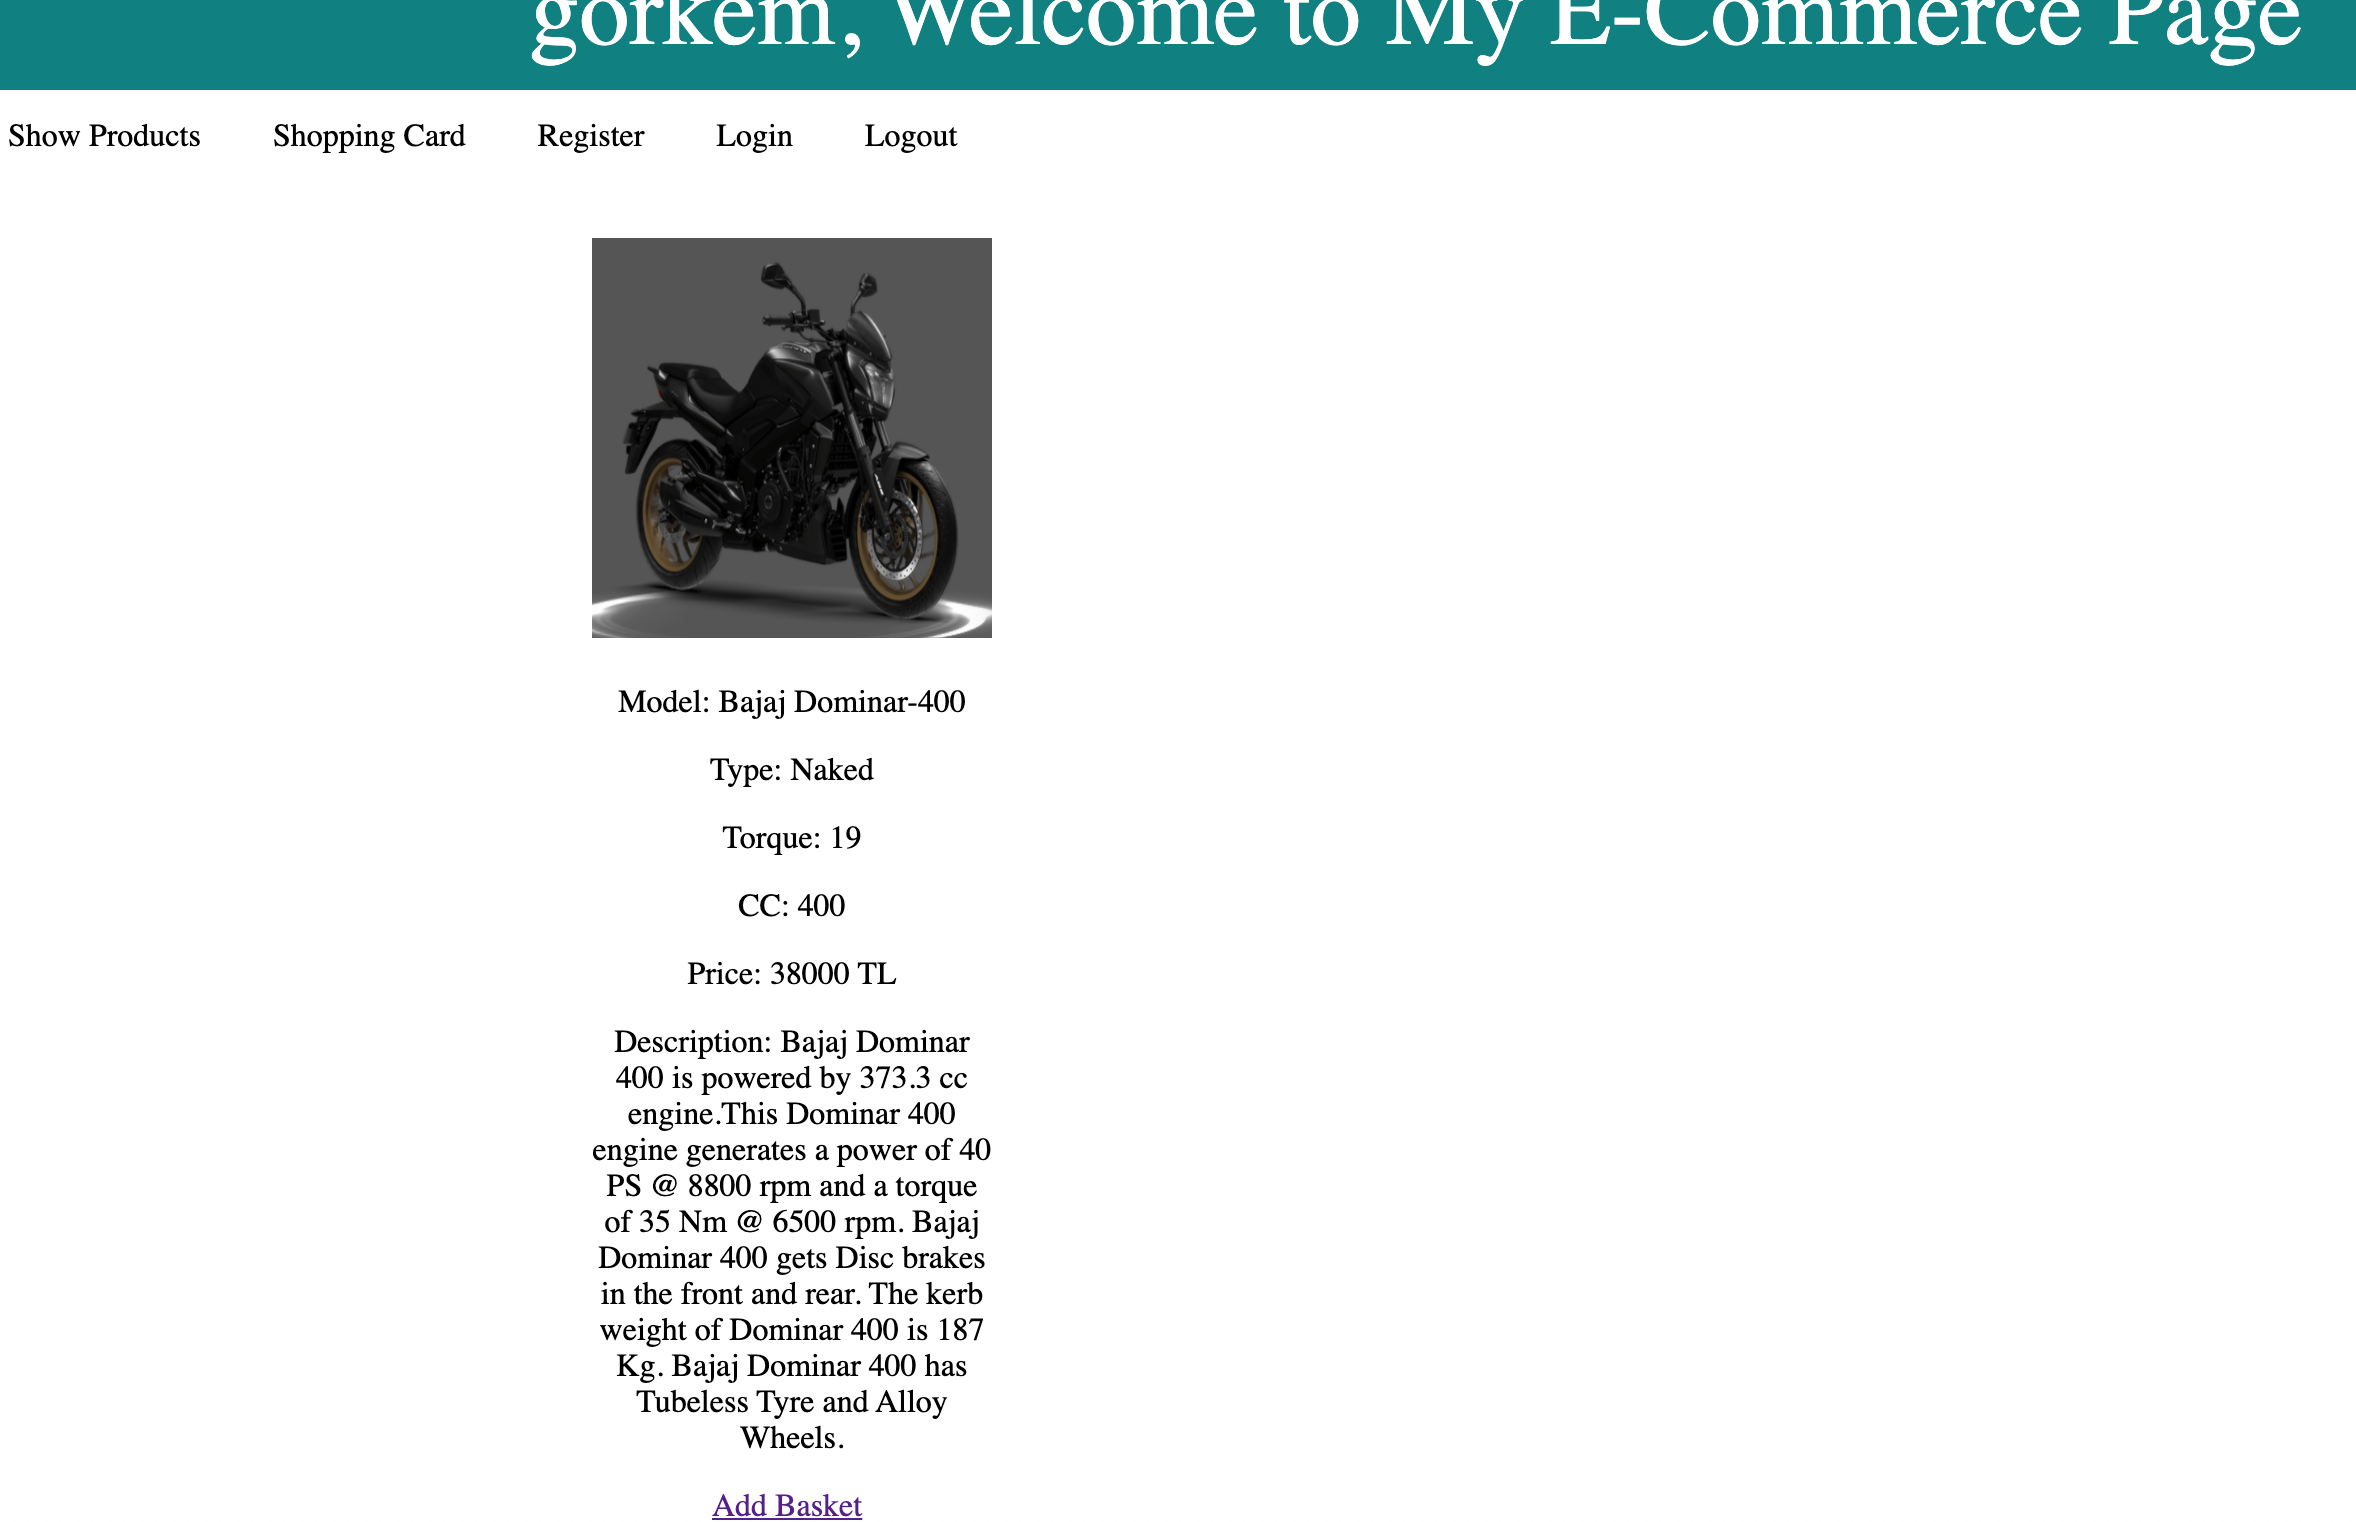 gorkem, Welcome to My E-Commerce Page
Show Products Shopping Card Register Login Logout
Model: Bajaj Dominar-400
Type: Naked
Torque: 19
CC: 400
Price: 38000 TL
Description: Bajaj Dominar
400 is powered by 373.3 cc
engine.This Dominar 400
engine generates a power of 40
PS @ 8800 rpm and a torque
of 35 Nm @ 6500 rpm. Bajaj
Dominar 400 gets Disc brakes
in the front and rear. The kerb
weight of Dominar 400 is 187
Kg. Bajaj Dominar 400 has
Tubeless Tyre and Alloy
Wheels.
Add Basket